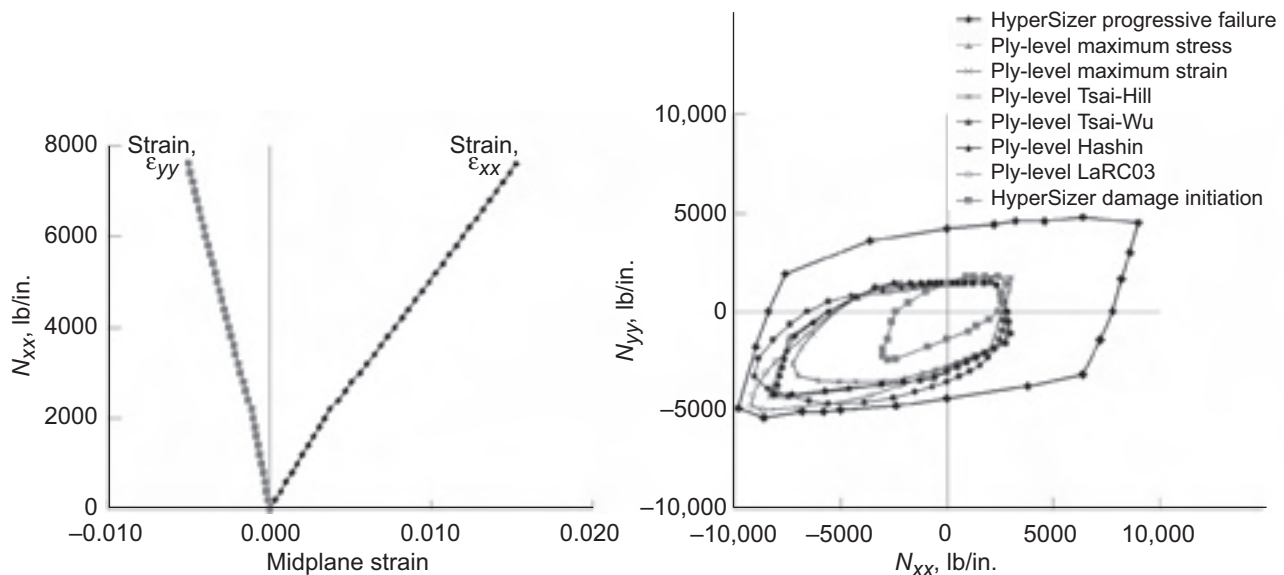 8000
6000
4000
2000
0
Nxx, lb/in.
Strain,
εyy
Strain,
εxx
−0.010
0.000
0.010
0.020
Midplane strain
HyperSizer progressive failure
Ply-level maximum stress
Ply-level maximum strain
Ply-level Tsai-Hill
Ply-level Tsai-Wu
Ply-level Hashin
Ply-level LaRC03
HyperSizer damage initiation
10,000
5000
0
−5000
−10,000
Nyy, lb/in.
−10,000
−5000
0
5000
10,000
Nxx, lb/in.